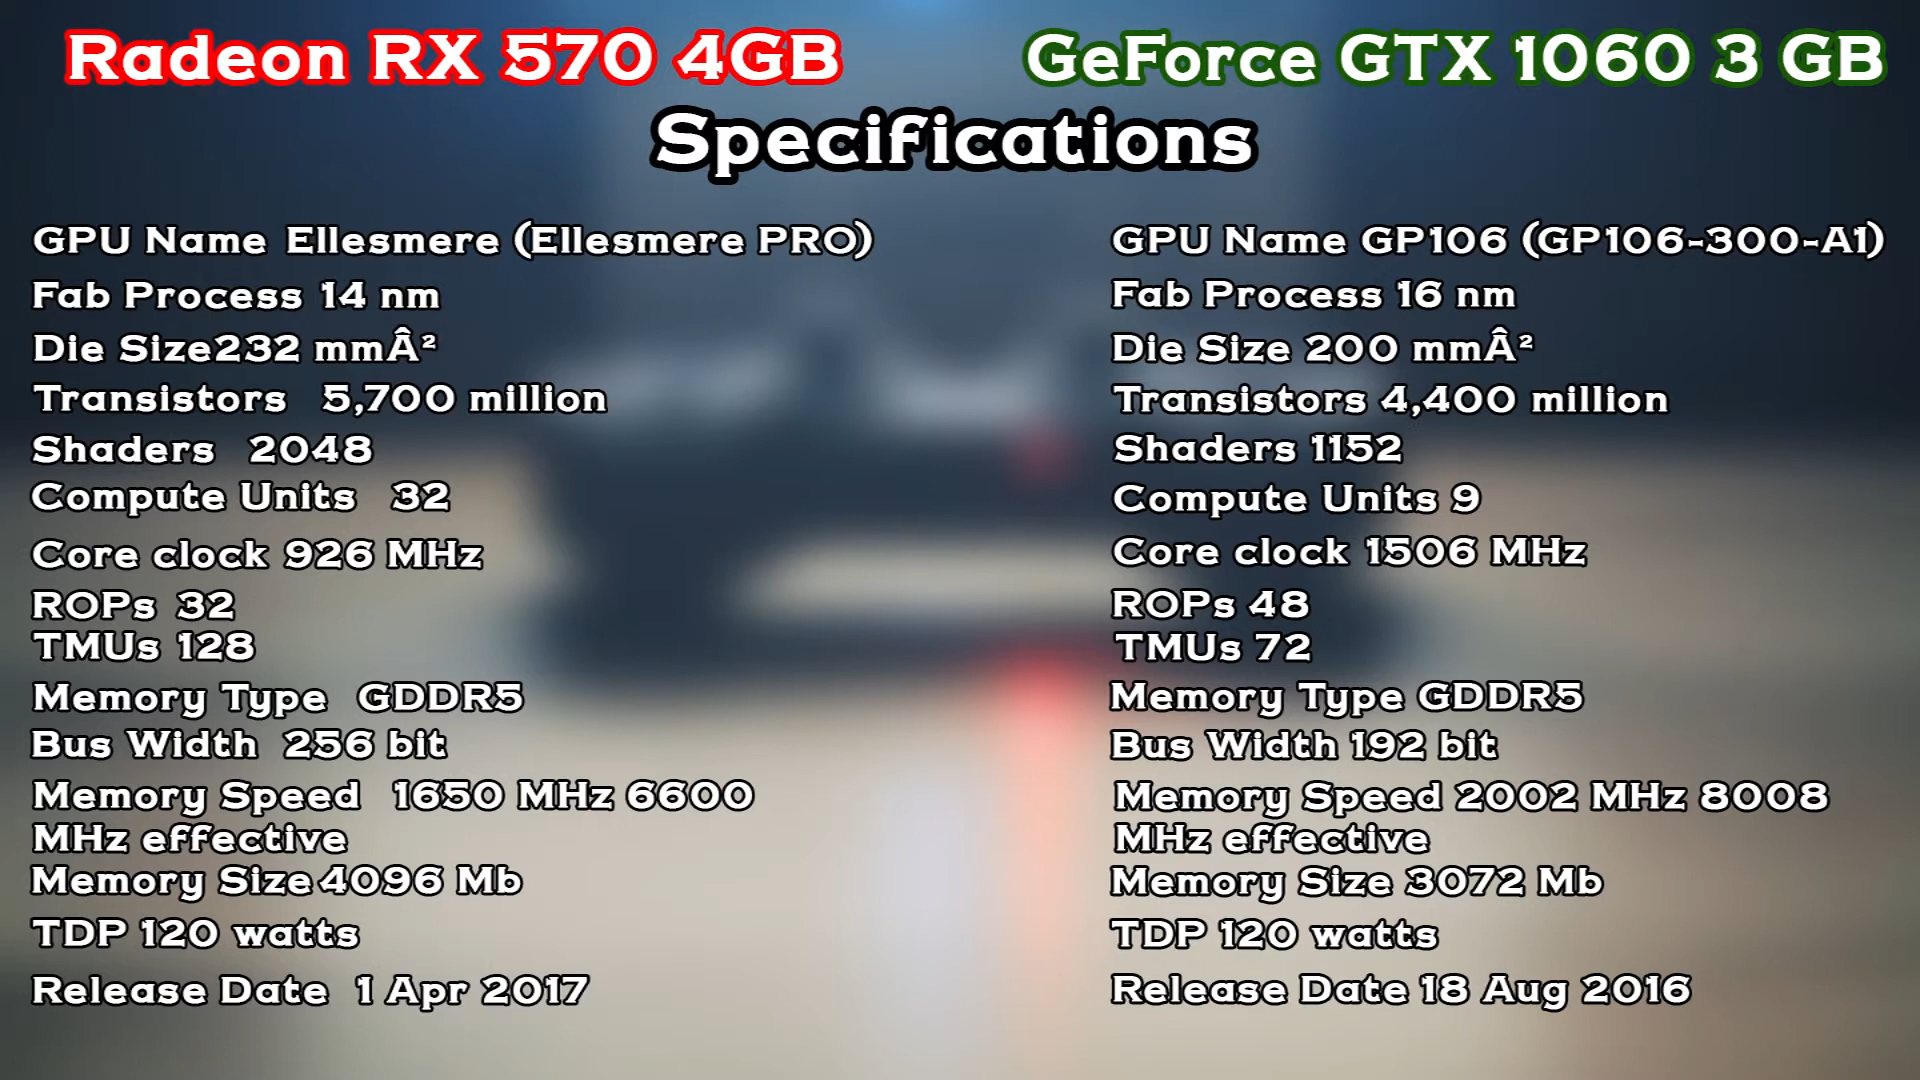 Radeon RX 570 4GB
GeForce GTX 1060 3 GB
Specifications
GPU Name Ellesmere (Ellesmere PRO)
Fab Process 14 nm
Die Size232 mmÂ²
Transistors 5,700 million
Shaders 2048
Compute Units 32
Core clock 926 MHz
ROPs 32
TMUs 128
Memory Type GDDR5
Bus Width 256 bit
Memory Speed 1650 MHz 6600
MHz effective
Memory Size 4096 Mb
TDP 120 watts
Release Date 1 Apr 2017
GPU Name GP106 (GP106-300-A1)
Fab Process 16 nm
Die Size 200 mmÂ²
Transistors 4,400 million
Shaders 1152
Compute Units 9
Core clock 1506 MHz
ROPs 48
TMUs 72
Memory Type GDDR5
Bus Width 192 bit
Memory Speed 2002 MHz 8008
MHz effective
Memory Size 3072 Mb
TDP 120 watts
Release Date 18 Aug 2016